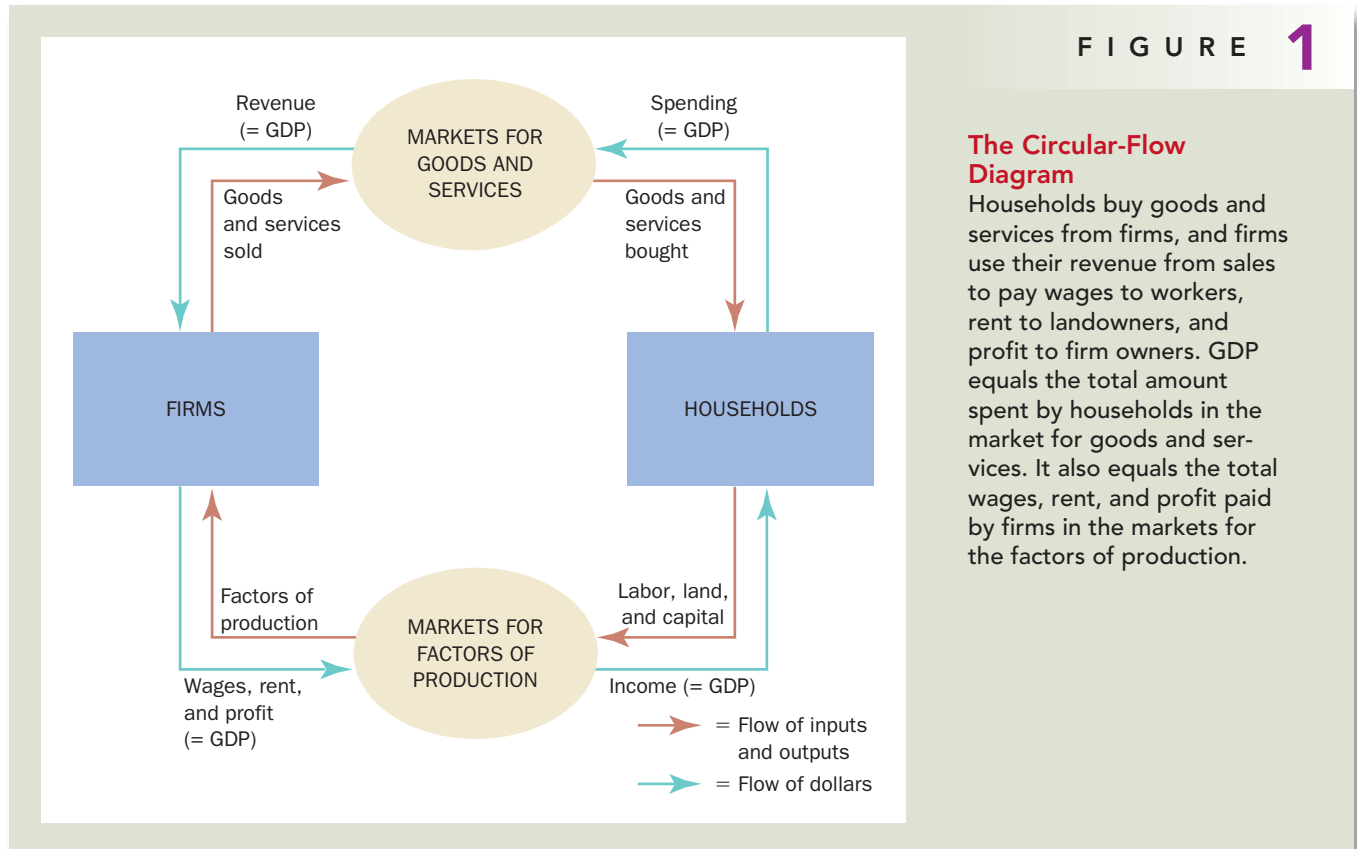 FIGURE 1
The Circular-Flow
Diagram
Households buy goods and
services from firms, and firms
use their revenue from sales
to pay wages to workers,
rent to landowners, and
profit to firm owners. GDP
equals the total amount
spent by households in the
market for goods and ser-
vices. It also equals the total
wages, rent, and profit paid
by firms in the markets for
the factors of production.
Revenue
(= GDP)
MARKETS FOR
GOODS AND
SERVICES
Spending
(= GDP)
Goods
and services
sold
Goods and
services
bought
FIRMS
HOUSEHOLDS
Factors of
production
MARKETS FOR
FACTORS OF
PRODUCTION
Labor, land,
and capital
Wages, rent,
and profit
(= GDP)
Income (= GDP)
= Flow of inputs
and outputs
= Flow of dollars